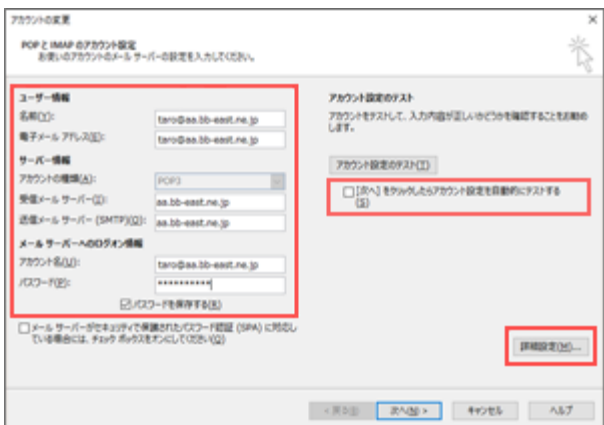 アカウントの変更
POP と IMAP のアカウント設定
お使いのアカウントのメール サーバーの設定を入力してください。
ユーザー情報
名前(Y):
taro@aa.bb-east.ne.jp
電子メール アドレス(E):
taro@aa.bb-east.ne.jp
サーバー情報
アカウントの種類(A):
POP3
受信メール サーバー(I):
aa.bb-east.ne.jp
送信メール サーバー (SMTP)(O):
aa.bb-east.ne.jp
メール サーバーへのログオン情報
アカウント名(U):
taro@aa.bb-east.ne.jp
パスワード(P):
**********
パスワードを保存する(R)
メール サーバーがセキュリティで保護されたパスワード認証 (SPA) に対応し
ている場合には、チェック ボックスをオンにしてください(Q)
アカウント設定のテスト
アカウントをテストして、入力内容が正しいかどうかを確認することをお勧め
します。
アカウント設定のテスト(T)
[次へ] をクリックしたらアカウント設定を自動的にテストする
(S)
詳細設定(M)...
< 戻る(B)
次へ(N) >
キャンセル
ヘルプ